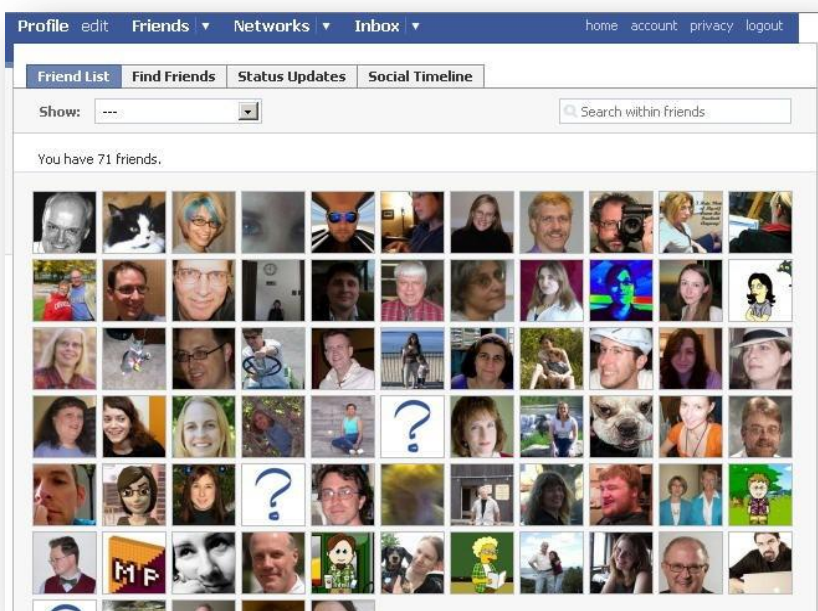 Profile edit Friends ▾ Networks ▾ Inbox ▾ home account privacy logout
Friend List Find Friends Status Updates Social Timeline
Show: --- Search within friends
You have 71 friends.
?
?
M F